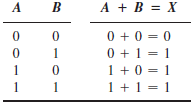 A B A + B = X
0 0 0 + 0 = 0
0 1 0 + 1 = 1
1 0 1 + 0 = 1
1 1 1 + 1 = 1